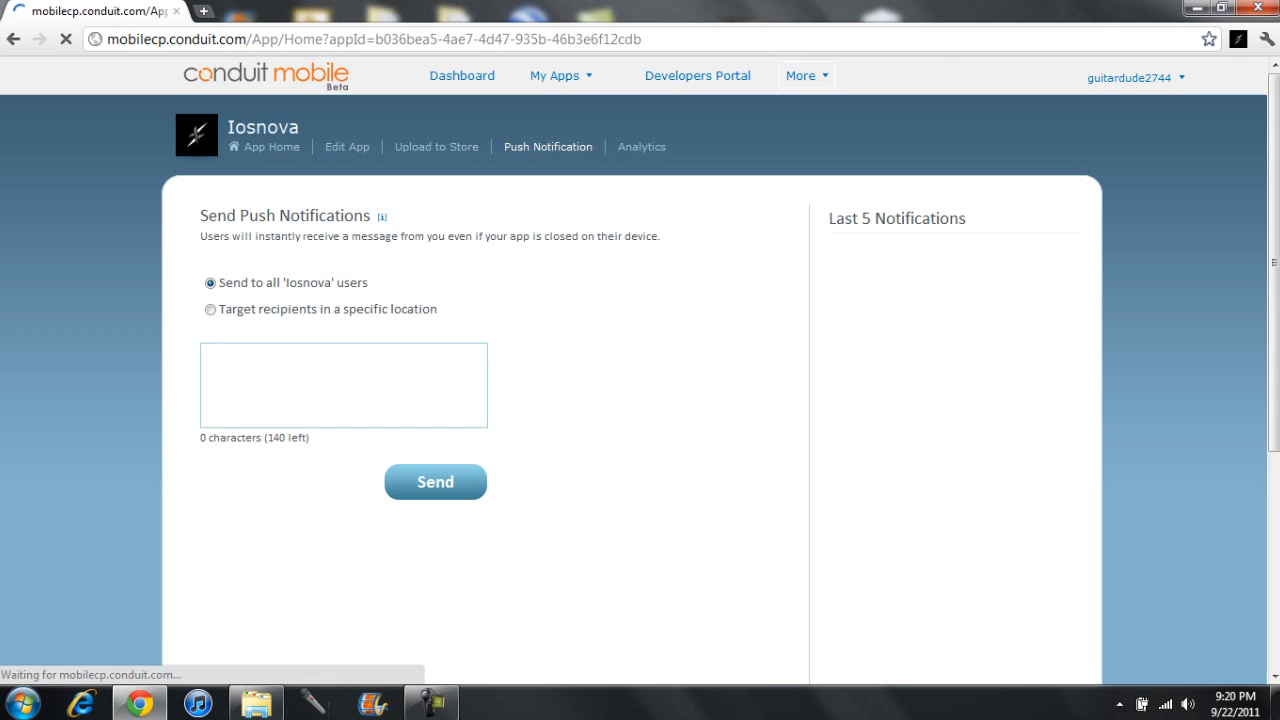 mobilecp.conduit.com/App
mobilecp.conduit.com/App/Home?appId=b036bea5-4ae7-4d47-935b-46b3e6f12cdb
conduit mobile
Beta
Dashboard
My Apps
Developers Portal
More
guitardude2744
Iosnova
App Home
Edit App
Upload to Store
Push Notification
Analytics
Send Push Notifications [i]
Users will instantly receive a message from you even if your app is closed on their device.
Send to all 'Iosnova' users
Target recipients in a specific location
0 characters (140 left)
Send
Last 5 Notifications
Waiting for mobilecp.conduit.com...
9:20 PM
9/22/2011